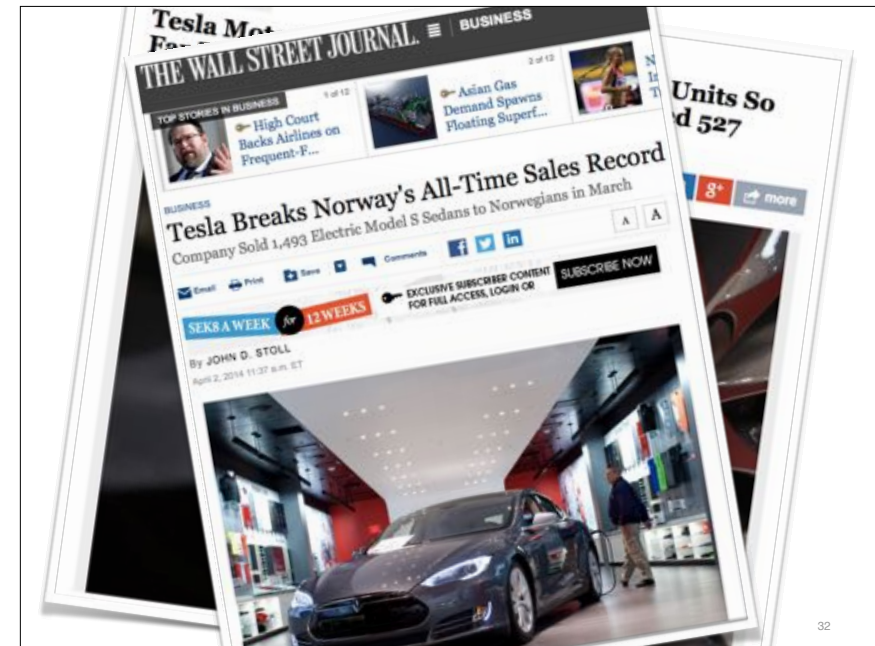 Tesla Mot
THE WALL STREET JOURNAL. BUSINESS
TOP STORIES IN BUSINESS
1 of 12
High Court
Backs Airlines on
Frequent-F...
2 of 12
Asian Gas
Demand Spawns
Floating Superf...
N
In
T
Units So
d 527
g+ more
BUSINESS
Tesla Breaks Norway's All-Time Sales Record
Company Sold 1,493 Electric Model S Sedans to Norwegians in March
Email Print Save Comments f in A A
SEK8 A WEEK for 12 WEEKS
EXCLUSIVE SUBSCRIBER CONTENT
FOR FULL ACCESS, LOGIN OR
SUBSCRIBE NOW
By JOHN D. STOLL
April 2, 2014 11:37 a.m. ET
32